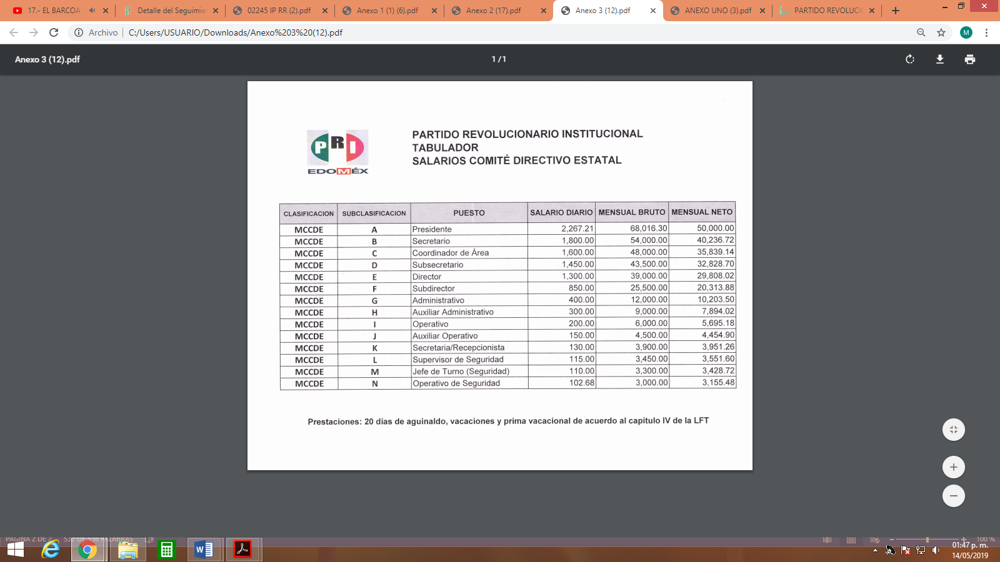 17.- EL BARCOA
Detalle del Seguimie
02245 IP RR (2).pdf
Anexo 1 (1) (6).pdf
Anexo 2 (17).pdf
Anexo 3 (12).pdf
ANEXO UNO (3).pdf
PARTIDO REVOLUCI
Archivo C:/Users/USUARIO/Downloads/Anexo%203%20(12).pdf
M
Anexo 3 (12).pdf 1 / 1
PRI
EDOMÉX
PARTIDO REVOLUCIONARIO INSTITUCIONAL
TABULADOR
SALARIOS COMITÉ DIRECTIVO ESTATAL
CLASIFICACION SUBCLASIFICACION PUESTO SALARIO DIARIO MENSUAL BRUTO MENSUAL NETO
MCCDE A Presidente 2,267.21 68,016.30 50,000.00
MCCDE B Secretario 1,800.00 54,000.00 40,236.72
MCCDE C Coordinador de Área 1,600.00 48,000.00 35,839.14
MCCDE D Subsecretario 1,450.00 43,500.00 32,828.70
MCCDE E Director 1,300.00 39,000.00 29,808.02
MCCDE F Subdirector 850.00 25,500.00 20,313.88
MCCDE G Administrativo 400.00 12,000.00 10,203.50
MCCDE H Auxiliar Administrativo 300.00 9,000.00 7,894.02
MCCDE I Operativo 200.00 6,000.00 5,695.18
MCCDE J Auxiliar Operativo 150.00 4,500.00 4,454.90
MCCDE K Secretaria/Recepcionista 130.00 3,900.00 3,951.26
MCCDE L Supervisor de Seguridad 115.00 3,450.00 3,551.60
MCCDE M Jefe de Turno (Seguridad) 110.00 3,300.00 3,428.72
MCCDE N Operativo de Seguridad 102.68 3,000.00 3,155.48
Prestaciones: 20 días de aguinaldo, vacaciones y prima vacacional de acuerdo al capitulo IV de la LFT
PÁGINA 2 DE 2 532 DE 536 PALABRAS 100 %
01:47 p. m.
14/05/2019